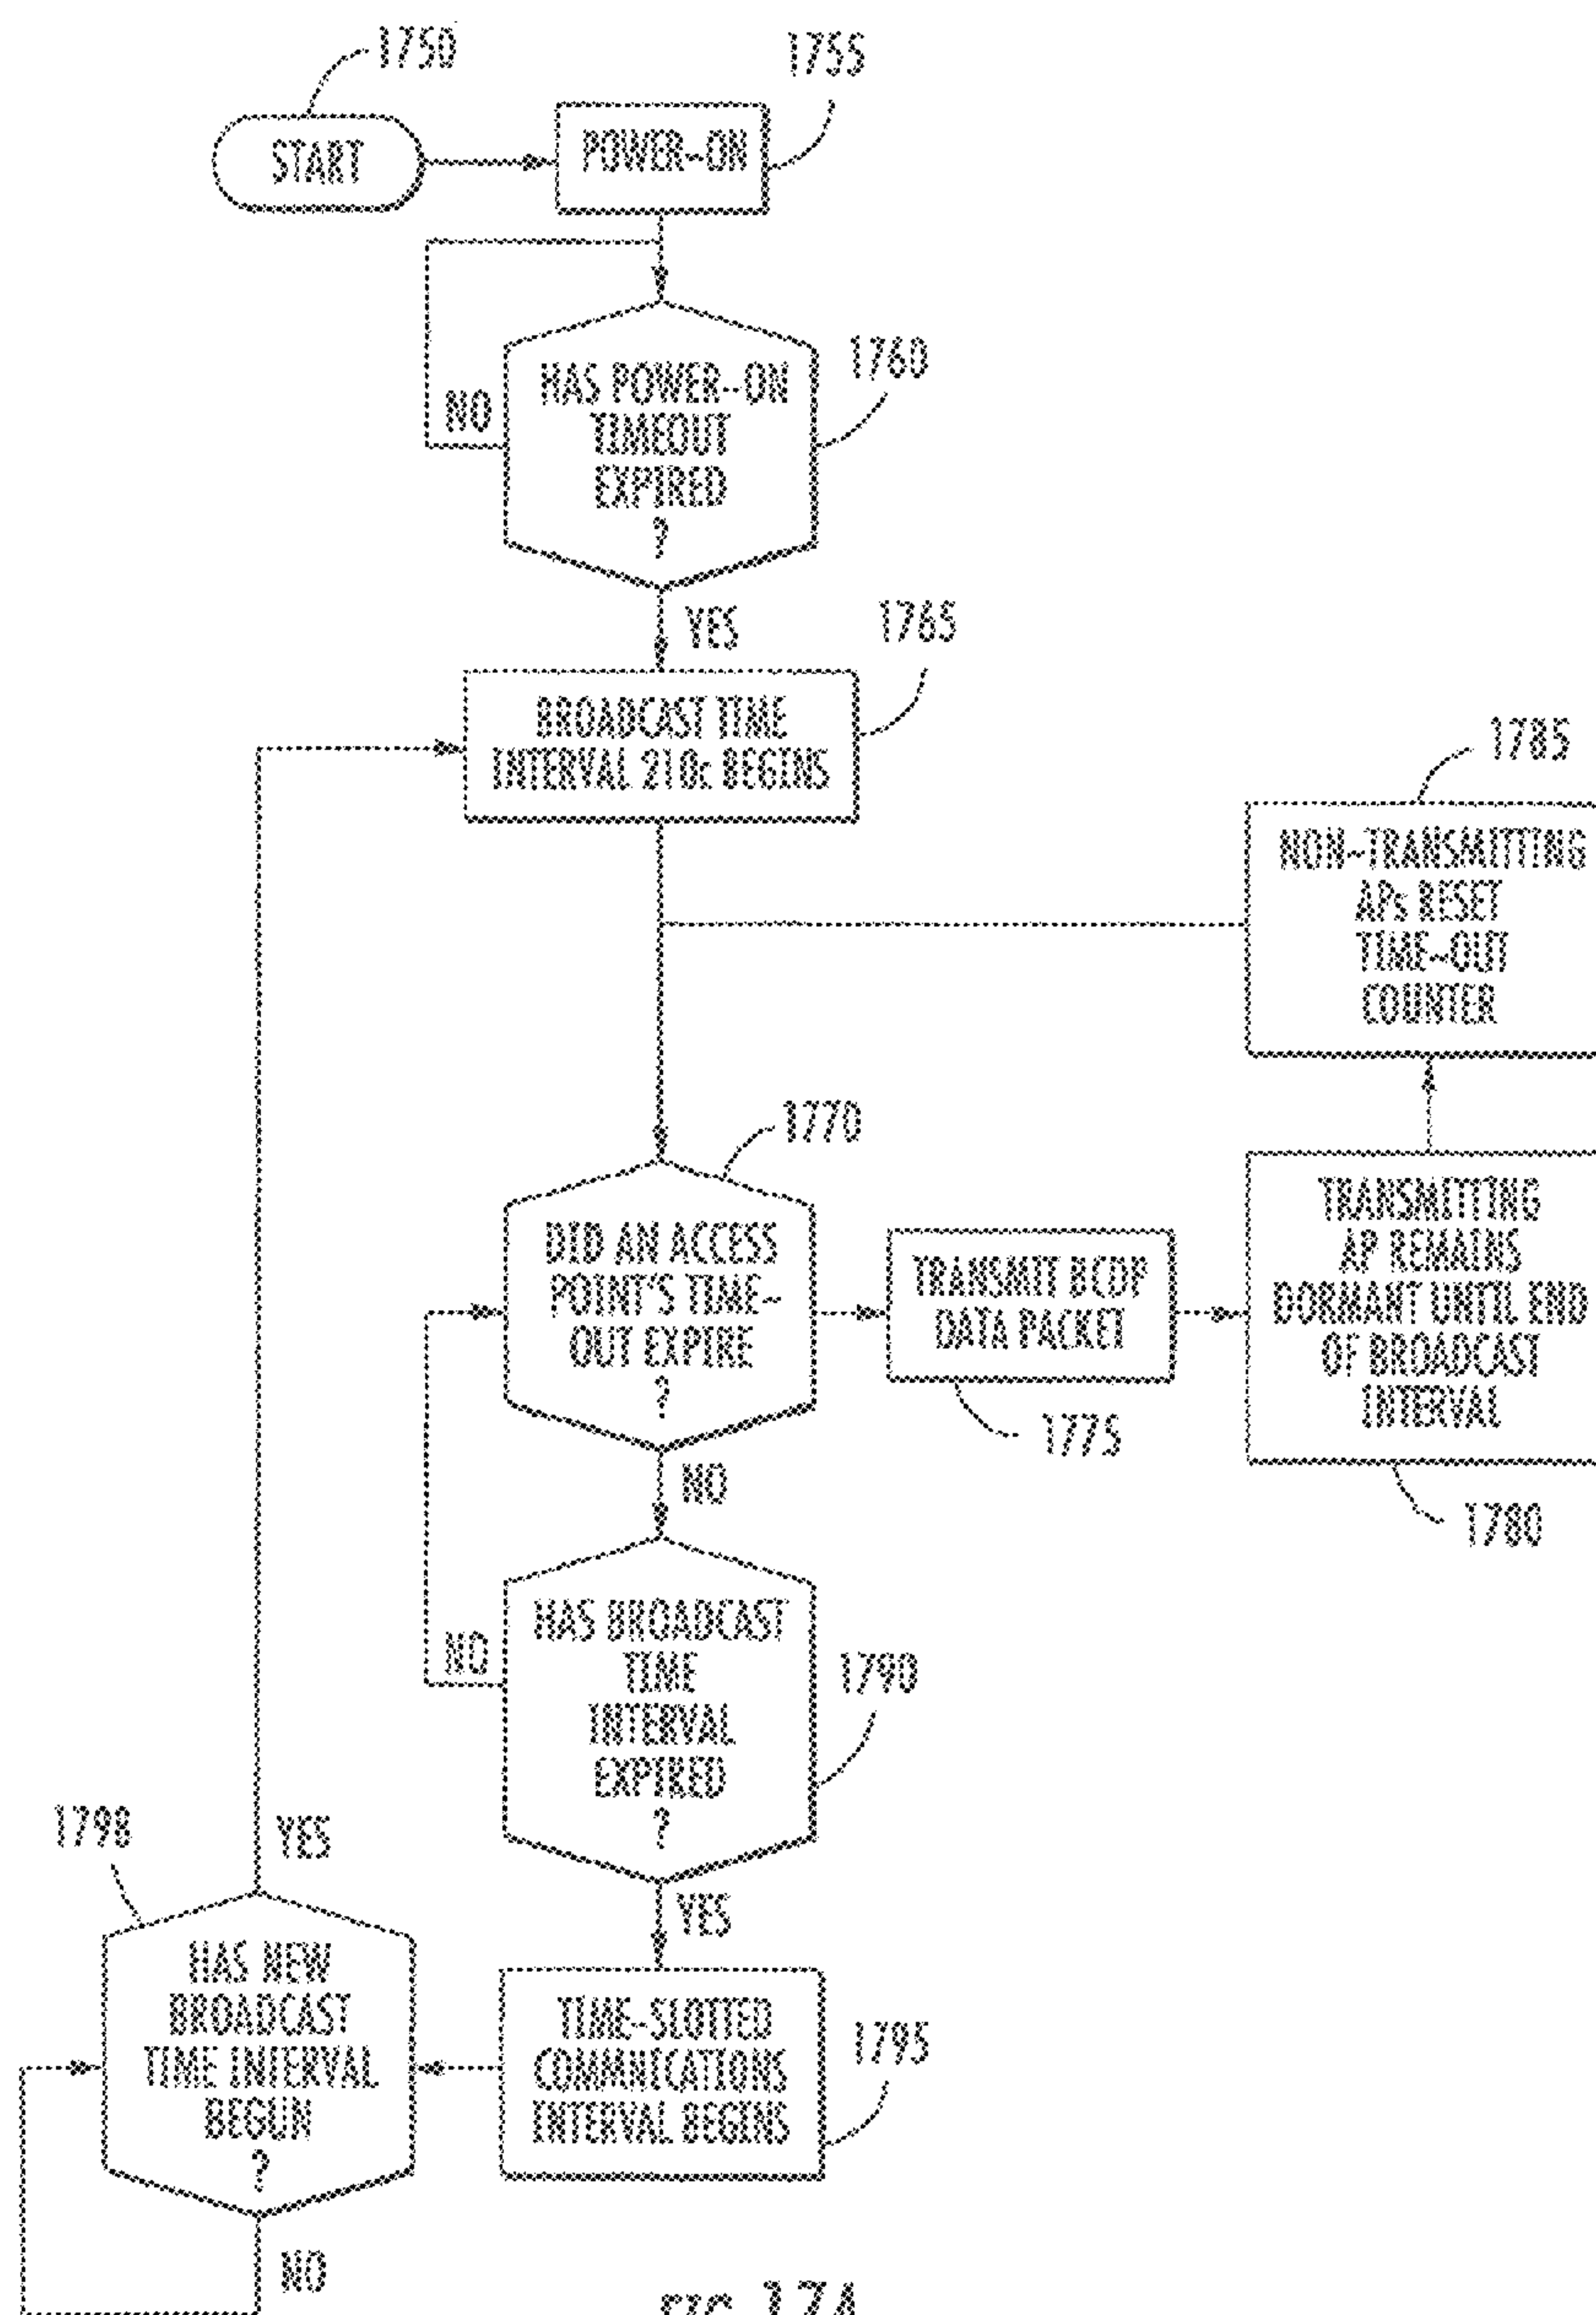 1750
START
1755
POWER-ON
1760
HAS POWER-ON
TIMEOUT
EXPIRED
?
NO
YES
1765
BROADCAST TIME
INTERVAL 210c BEGINS
1785
NON-TRANSMITTING
APs RESET
TIME-OUT
COUNTER
1770
DID AN ACCESS
POINT'S TIME-
OUT EXPIRE
?
TRANSMIT BCDP
DATA PACKET
1775
TRANSMITTING
AP REMAINS
DORMANT UNTIL END
OF BROADCAST
INTERVAL
1780
NO
HAS BROADCAST
TIME
INTERVAL
EXPIRED
?
NO
1790
YES
1798
YES
HAS NEW
BROADCAST
TIME INTERVAL
BEGUN
?
NO
TIME-SLOTTED
COMMNICATIONS
INTERVAL BEGINS
1795
FIG. 17A